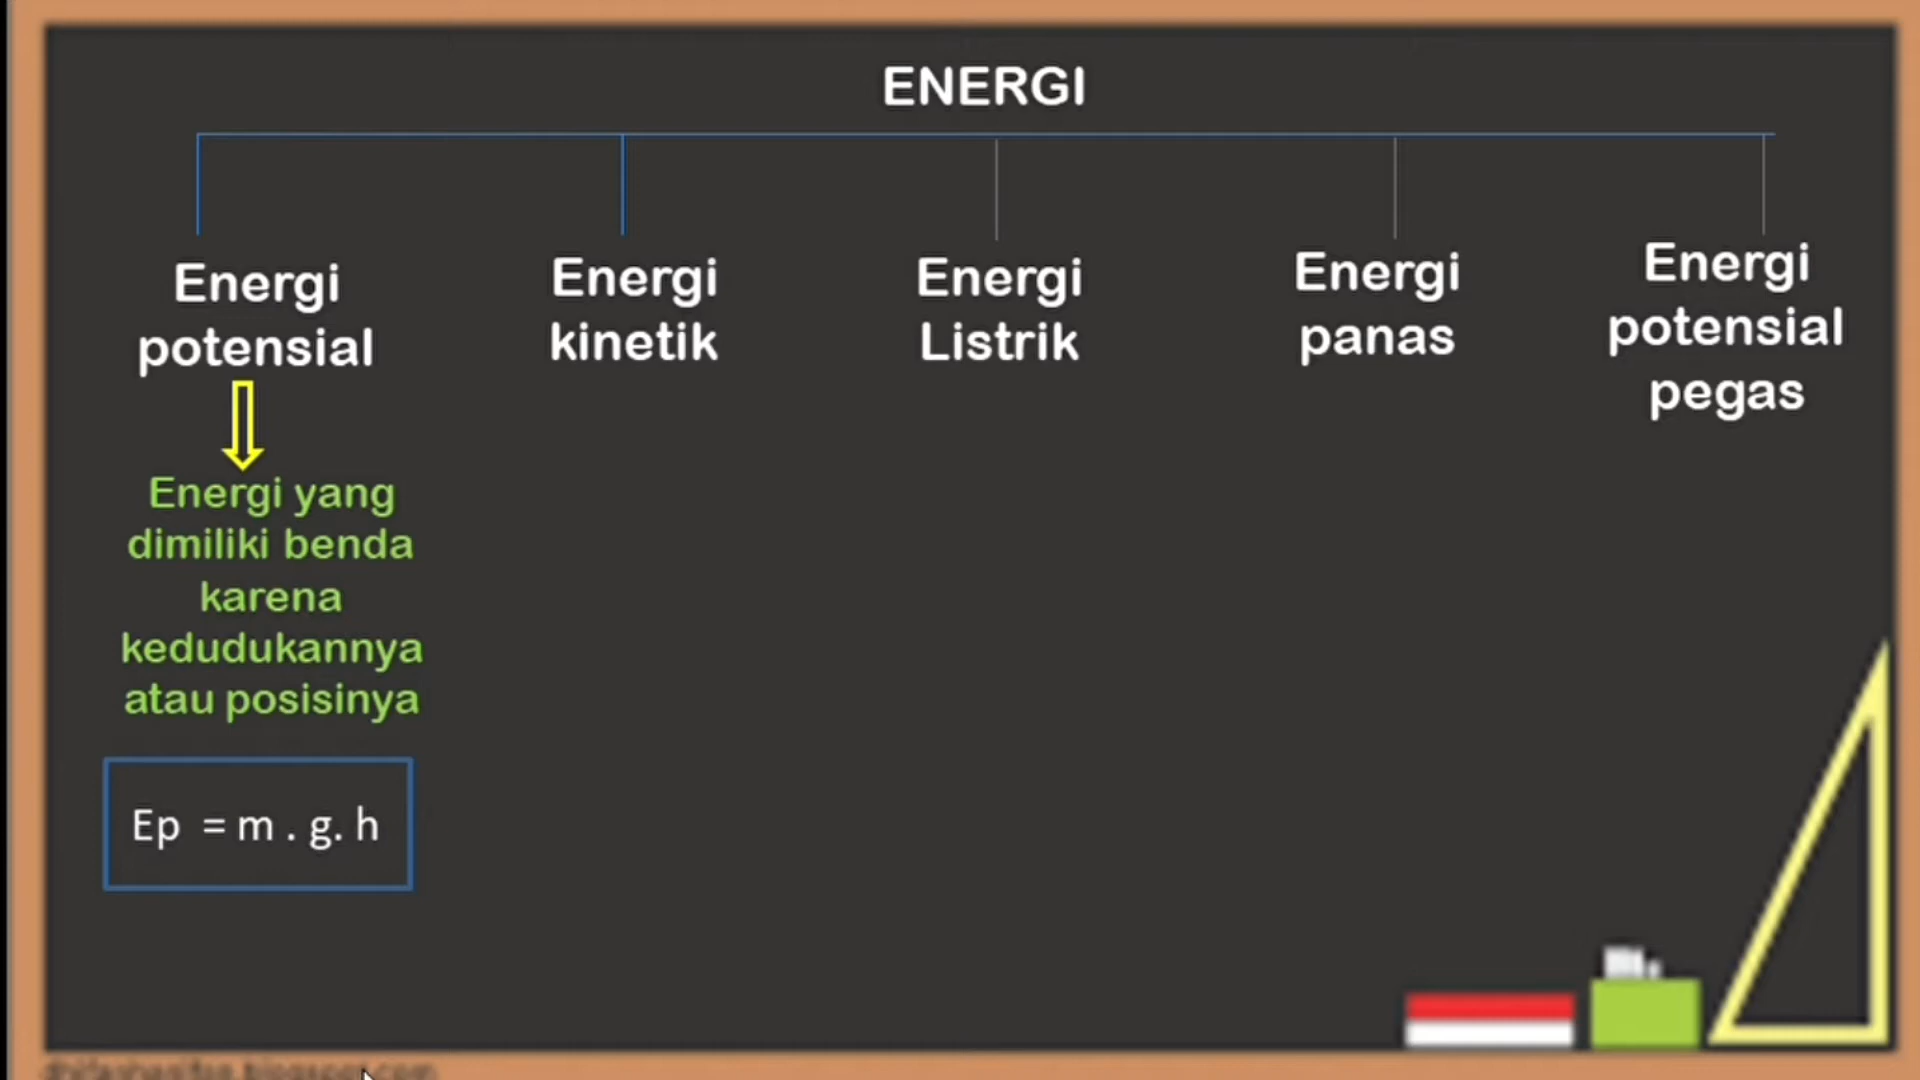 ENERGI
Energi
potensial
Energi
kinetik
Energi
Listrik
Energi
panas
Energi
potensial
pegas
Energi yang
dimiliki benda
karena
kedudukannya
atau posisinya
Ep = m . g. h